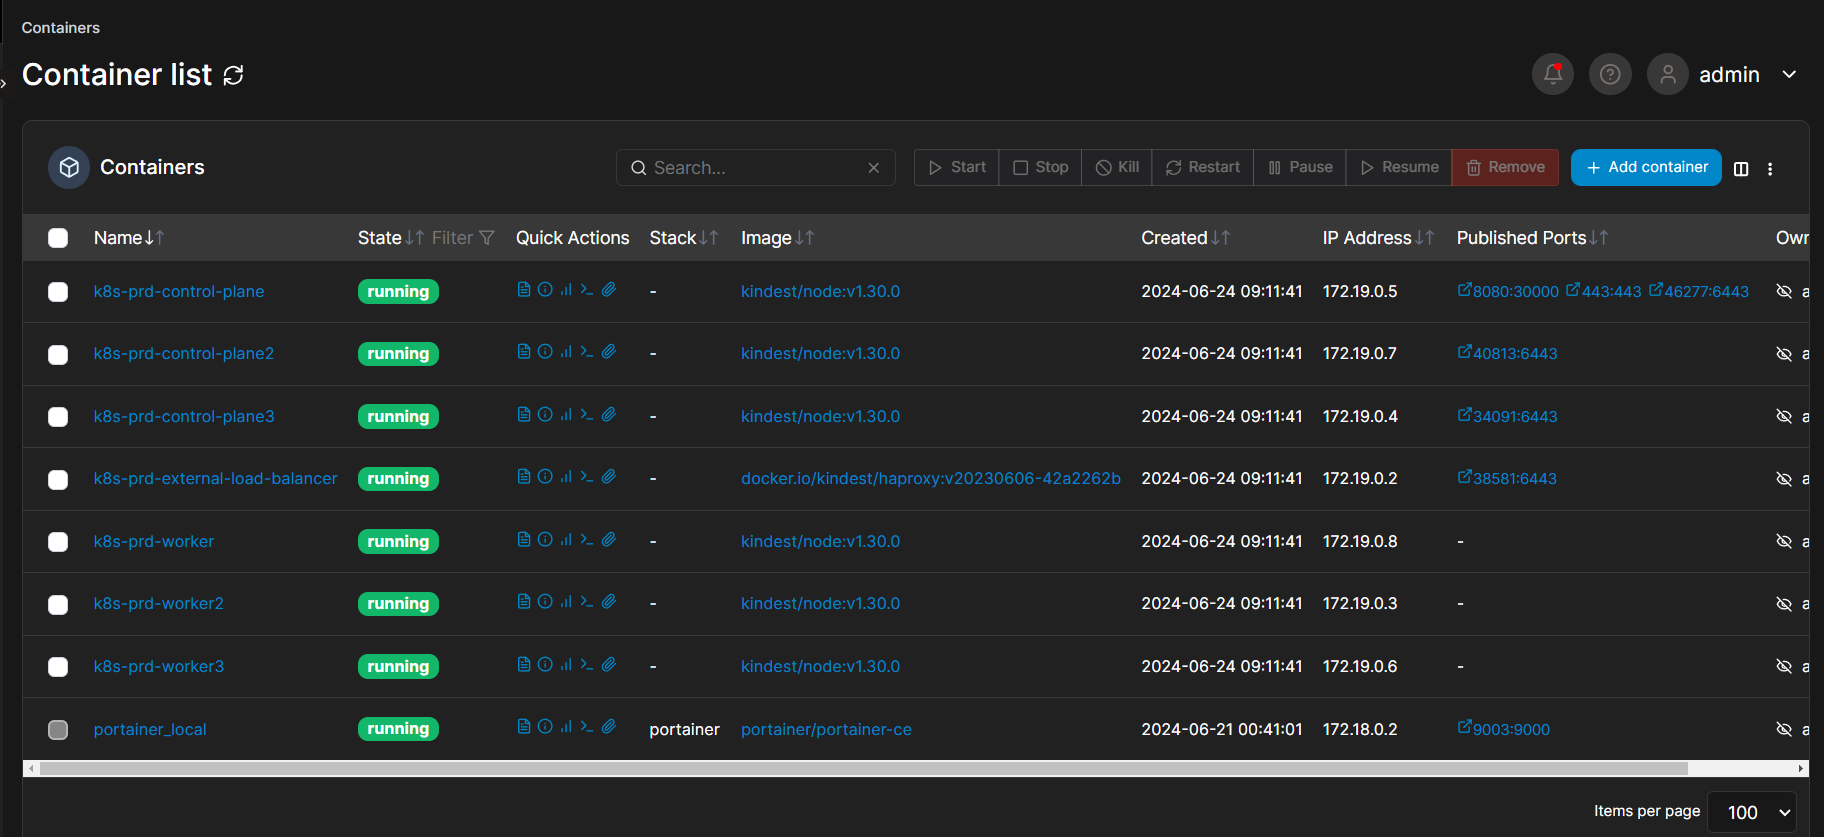 Containers
Container list
admin
Containers
Search...
Start Stop Kill Restart Pause Resume Remove Add container
Name State Filter Quick Actions Stack Image Created IP Address Published Ports Owr
k8s-prd-control-plane running - kindest/node:v1.30.0 2024-06-24 09:11:41 172.19.0.5 8080:30000 443:443 46277:6443 a
k8s-prd-control-plane2 running - kindest/node:v1.30.0 2024-06-24 09:11:41 172.19.0.7 40813:6443 a
k8s-prd-control-plane3 running - kindest/node:v1.30.0 2024-06-24 09:11:41 172.19.0.4 34091:6443 a
k8s-prd-external-load-balancer running - docker.io/kindest/haproxy:v20230606-42a2262b 2024-06-24 09:11:41 172.19.0.2 38581:6443 a
k8s-prd-worker running - kindest/node:v1.30.0 2024-06-24 09:11:41 172.19.0.8 - a
k8s-prd-worker2 running - kindest/node:v1.30.0 2024-06-24 09:11:41 172.19.0.3 - a
k8s-prd-worker3 running - kindest/node:v1.30.0 2024-06-24 09:11:41 172.19.0.6 - a
portainer_local running portainer portainer/portainer-ce 2024-06-21 00:41:01 172.18.0.2 9003:9000 a
Items per page 100